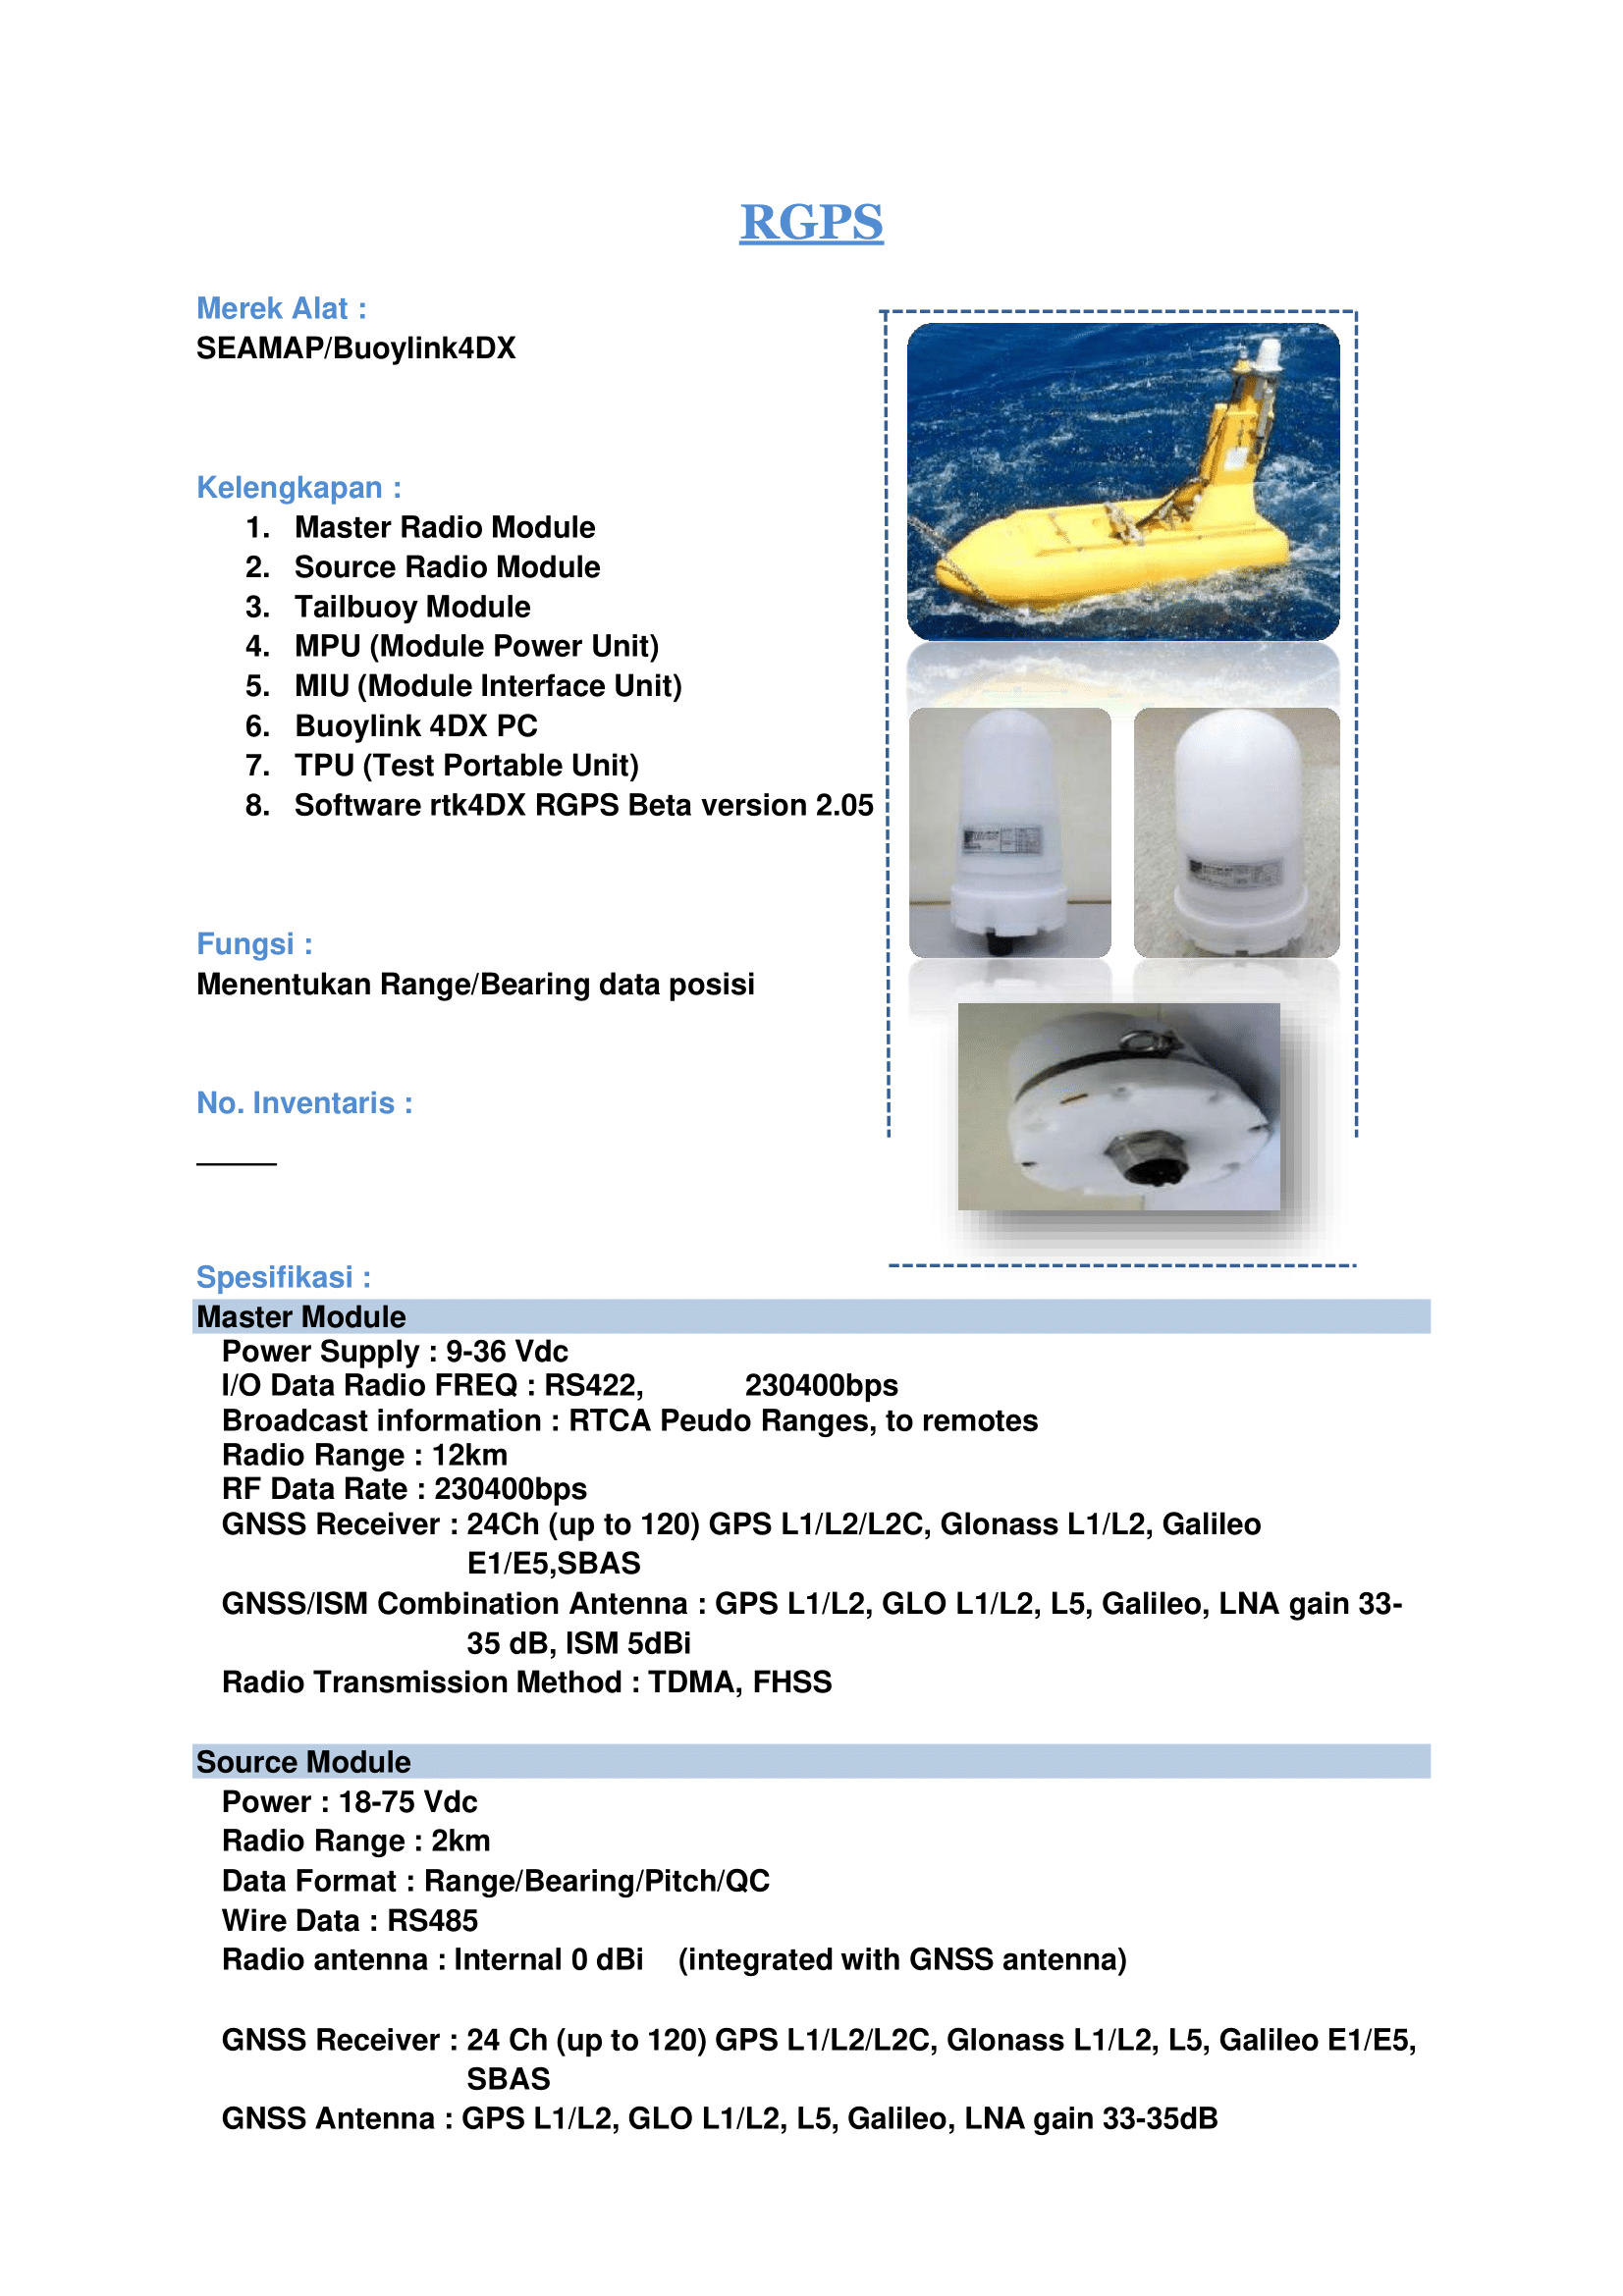 RGPS
Merek Alat :
SEAMAP/Buoylink4DX
Kelengkapan :
1. Master Radio Module
2. Source Radio Module
3. Tailbuoy Module
4. MPU (Module Power Unit)
5. MIU (Module Interface Unit)
6. Buoylink 4DX PC
7. TPU (Test Portable Unit)
8. Software rtk4DX RGPS Beta version 2.05
Fungsi :
Menentukan Range/Bearing data posisi
No. Inventaris :
Spesifikasi :
Master Module
Power Supply : 9-36 Vdc
I/O Data Radio FREQ : RS422, 230400bps
Broadcast information : RTCA Peudo Ranges, to remotes
Radio Range : 12km
RF Data Rate : 230400bps
GNSS Receiver : 24Ch (up to 120) GPS L1/L2/L2C, Glonass L1/L2, Galileo
E1/E5,SBAS
GNSS/ISM Combination Antenna : GPS L1/L2, GLO L1/L2, L5, Galileo, LNA gain 33-
35 dB, ISM 5dBi
Radio Transmission Method : TDMA, FHSS
Source Module
Power : 18-75 Vdc
Radio Range : 2km
Data Format : Range/Bearing/Pitch/QC
Wire Data : RS485
Radio antenna : Internal 0 dBi (integrated with GNSS antenna)
GNSS Receiver : 24 Ch (up to 120) GPS L1/L2/L2C, Glonass L1/L2, L5, Galileo E1/E5,
SBAS
GNSS Antenna : GPS L1/L2, GLO L1/L2, L5, Galileo, LNA gain 33-35dB